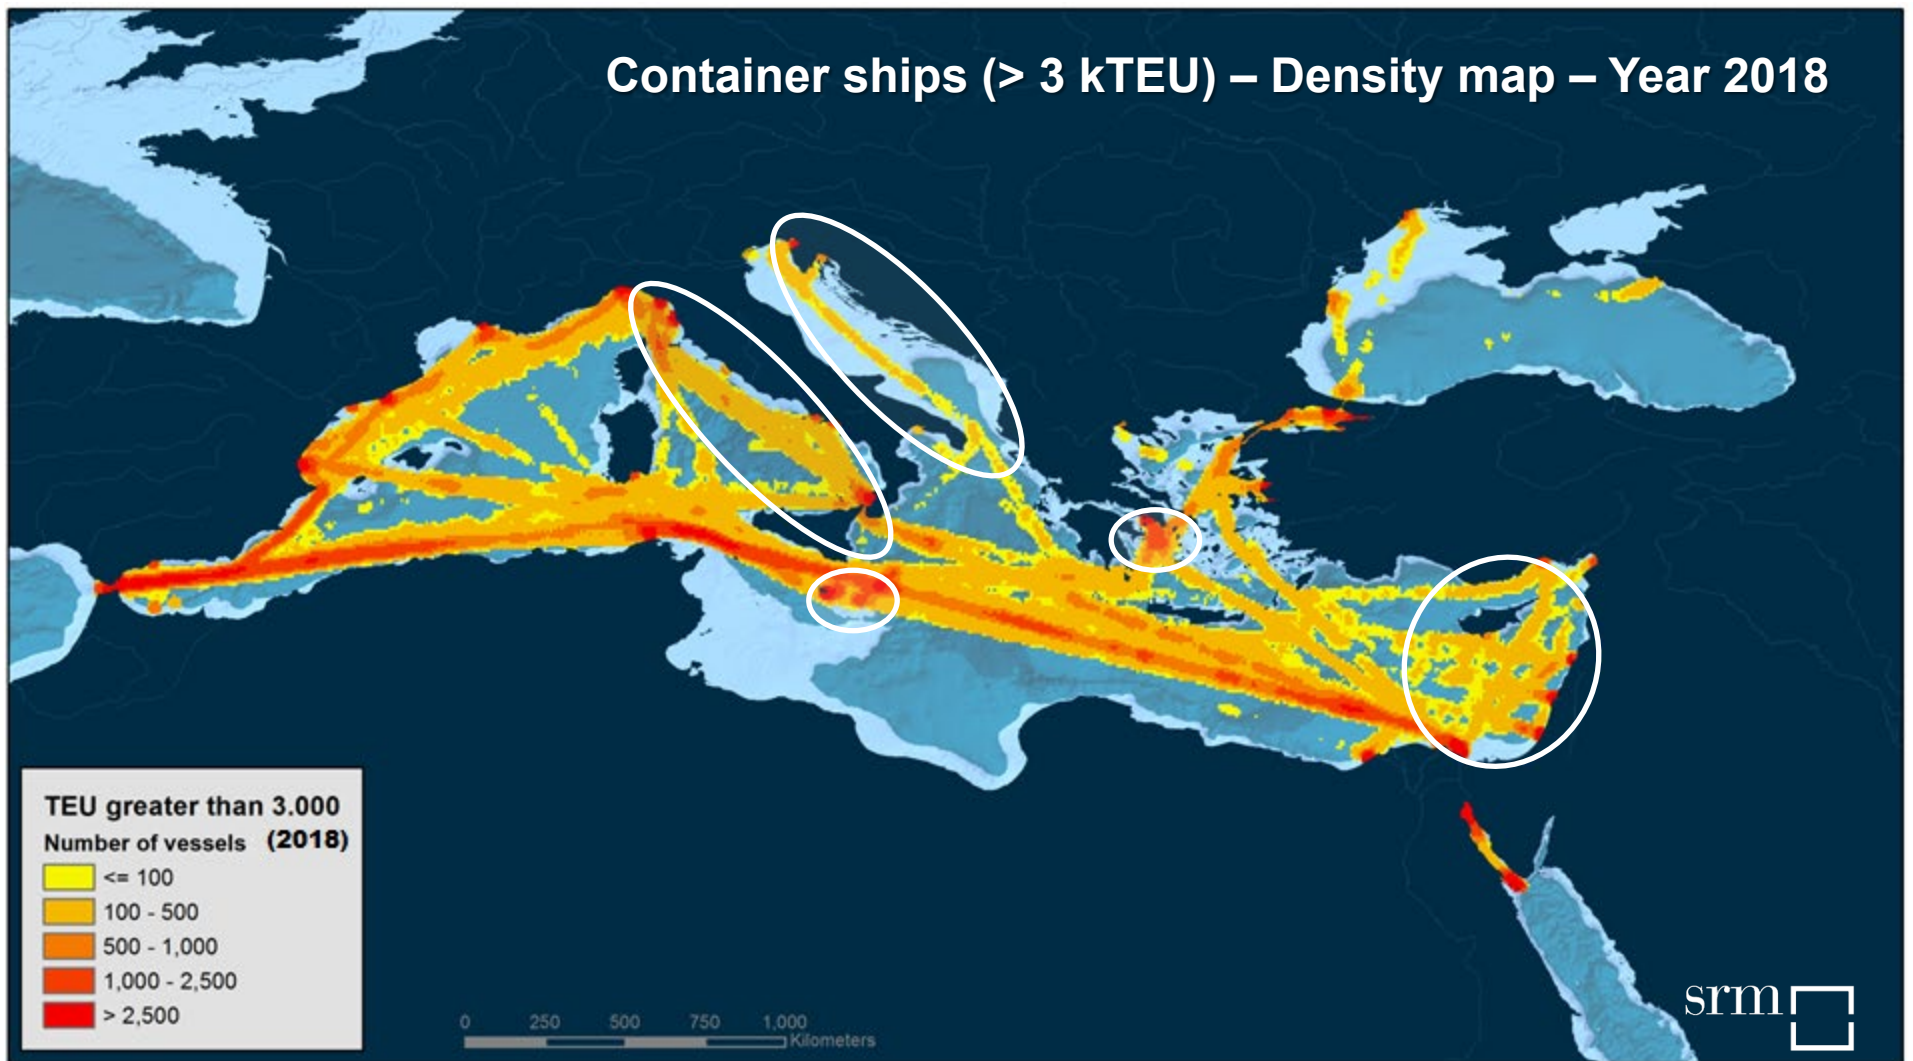 Container ships (> 3 kTEU) – Density map – Year 2018
TEU greater than 3.000
Number of vessels (2018)
<= 100
100 - 500
500 - 1,000
1,000 - 2,500
> 2,500
0 250 500 750 1,000
Kilometers
srm